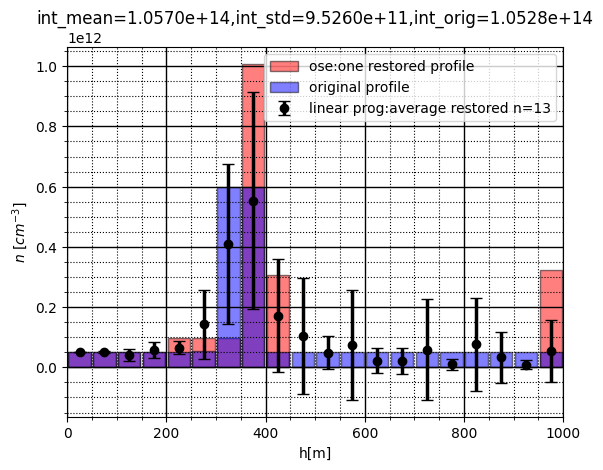 int_mean=1.0570e+14,int_std=9.5260e+11,int_orig=1.0528e+14
1e12
ose:one restored profile
original profile
linear prog:average restored n=13
1.0
0.8
0.6
0.4
0.2
0.0
n [cm⁻³]
0 200 400 600 800 1000
h[m]